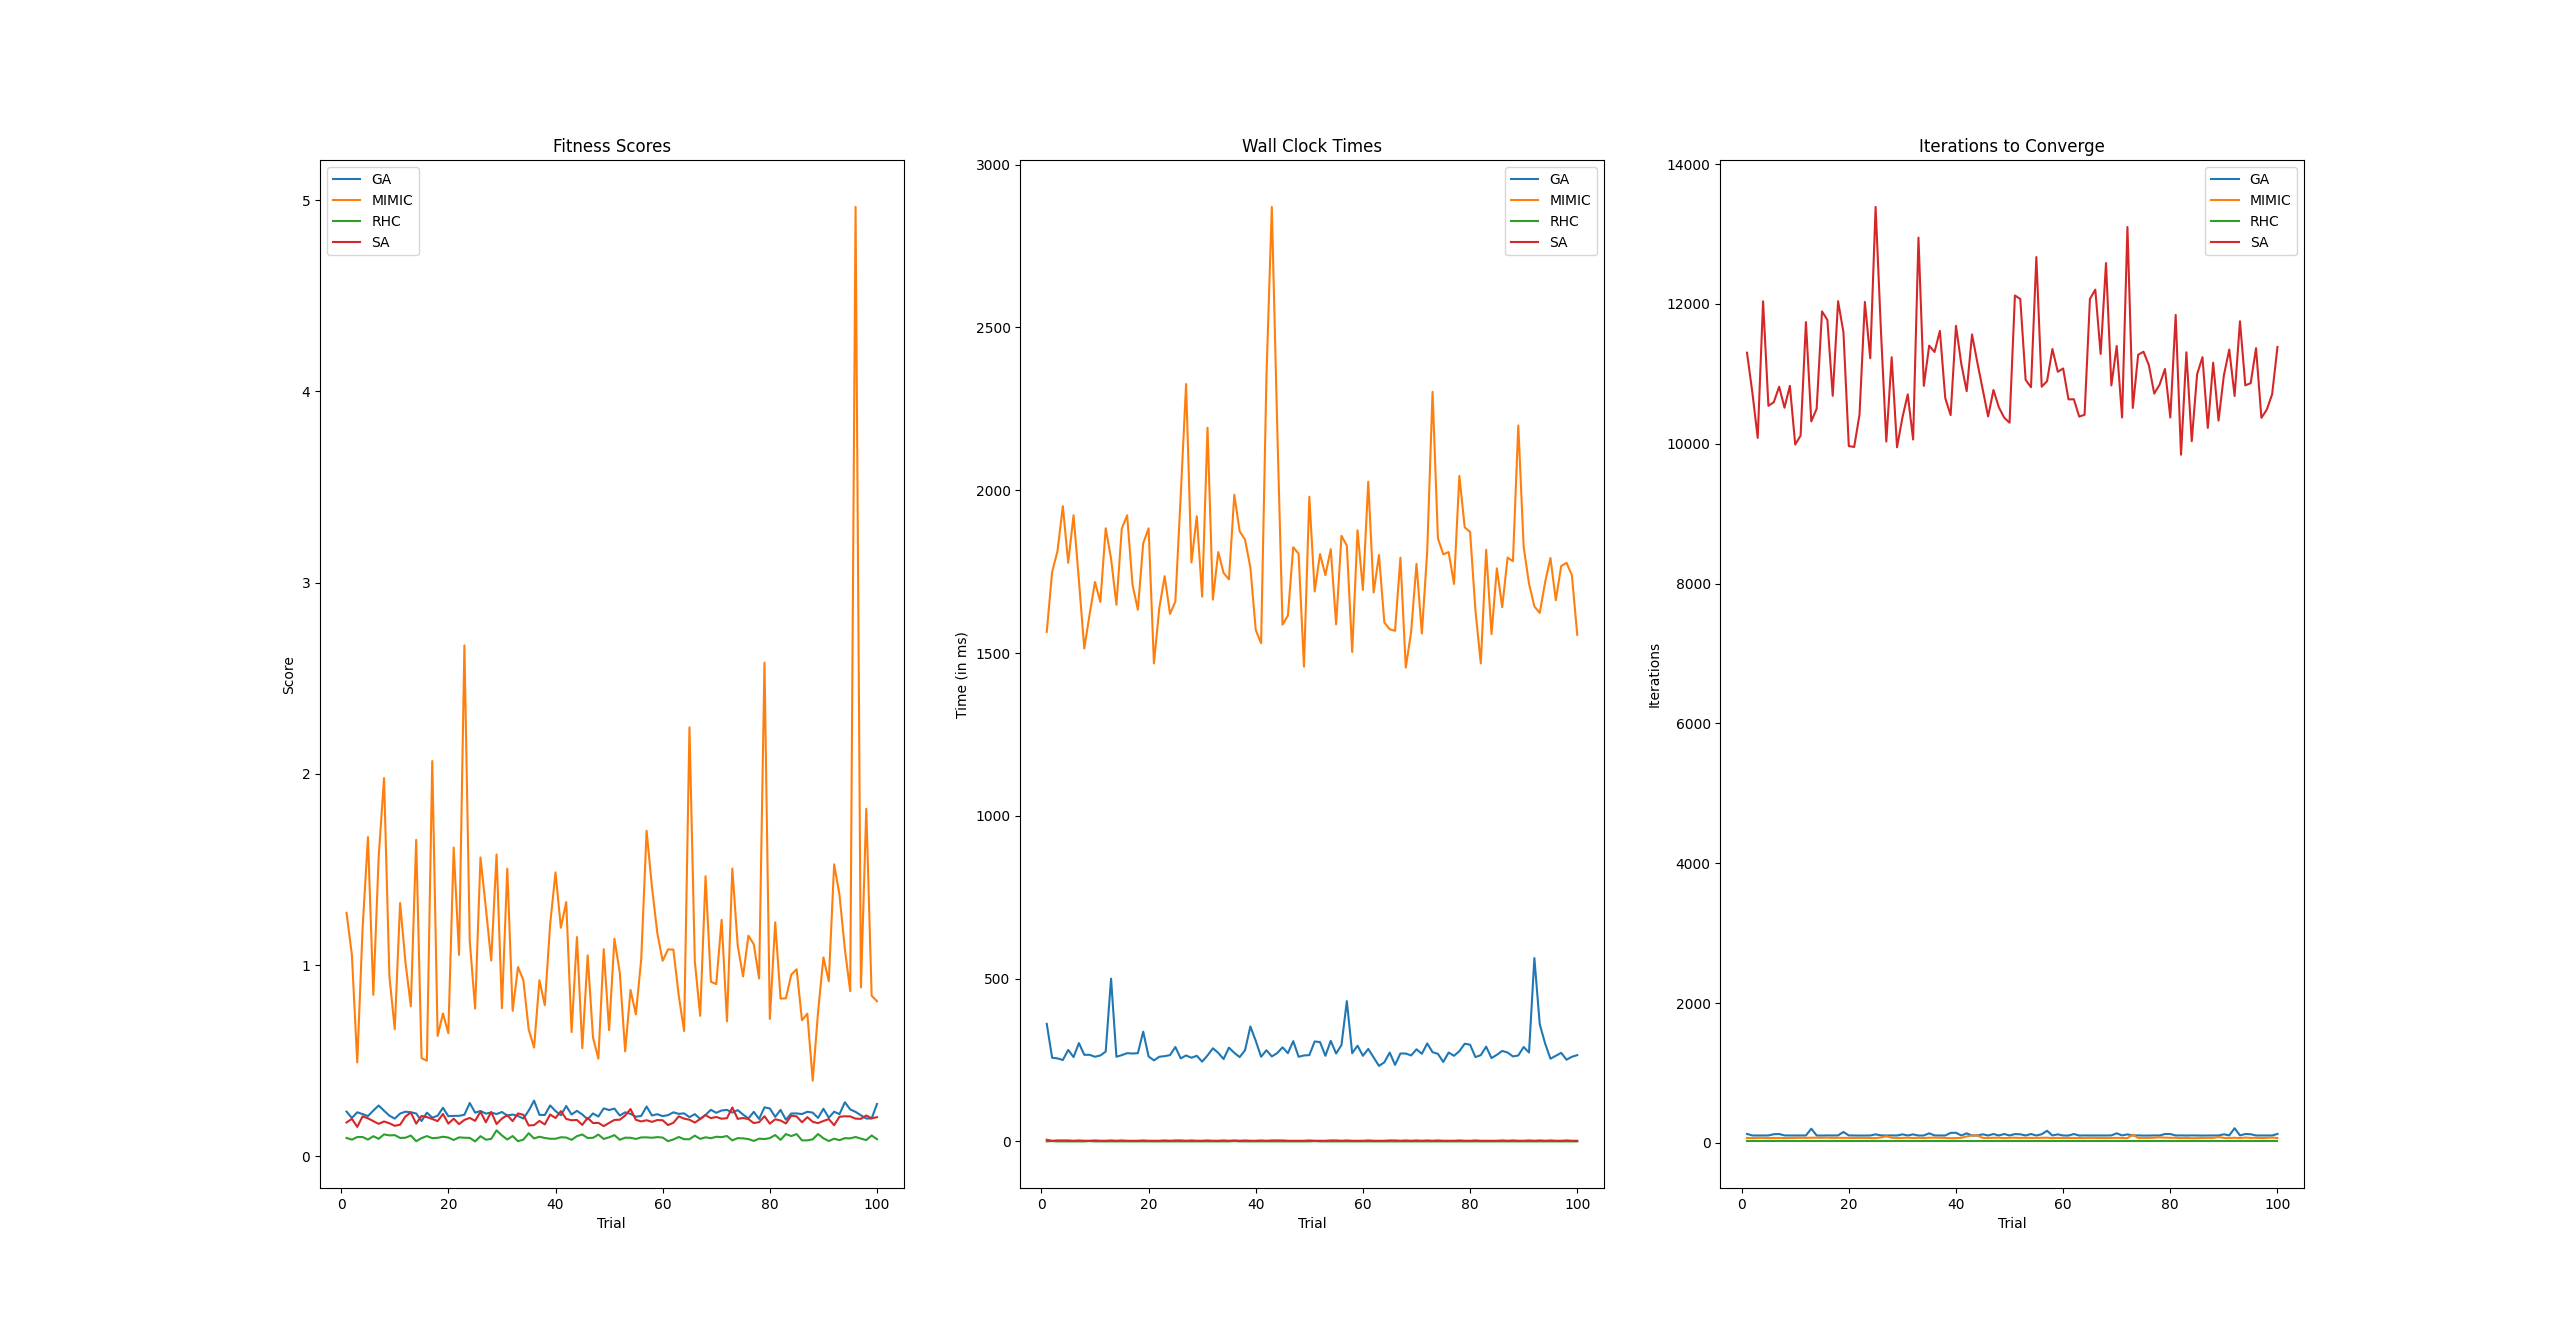 Fitness Scores
GA
MIMIC
RHC
SA
5
4
3
2
1
0
Score
0 20 40 60 80 100
Trial
Wall Clock Times
GA
MIMIC
RHC
SA
3000
2500
2000
1500
1000
500
0
Time (in ms)
0 20 40 60 80 100
Trial
Iterations to Converge
GA
MIMIC
RHC
SA
14000
12000
10000
8000
6000
4000
2000
0
Iterations
0 20 40 60 80 100
Trial